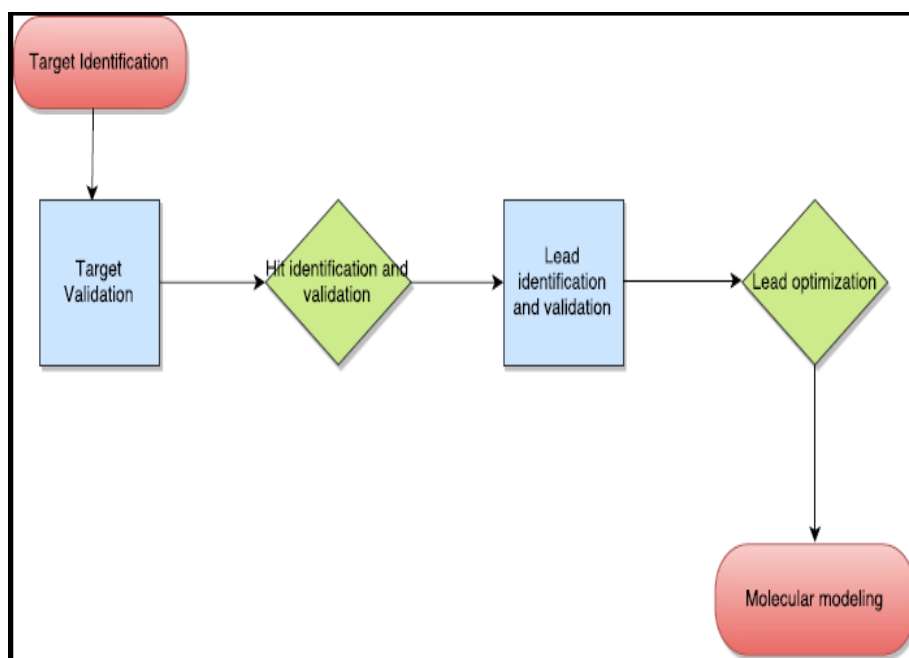 Target Identification
Target
Validation
Hit identification and
validation
Lead
identification
and validation
Lead optimization
Molecular modeling